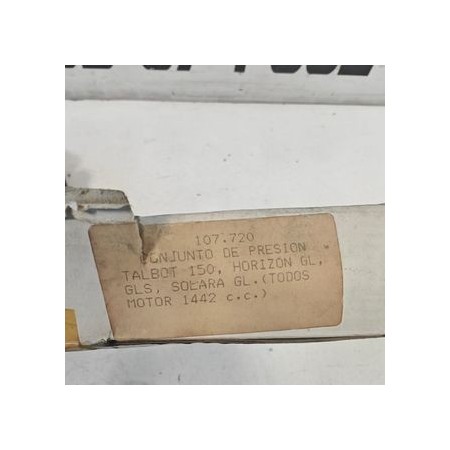 107.720
CONJUNTO DE PRESION
TALBOT 150, HORIZON GL,
GLS, SOLARA GL.(TODOS
MOTOR 1442 c.c.)